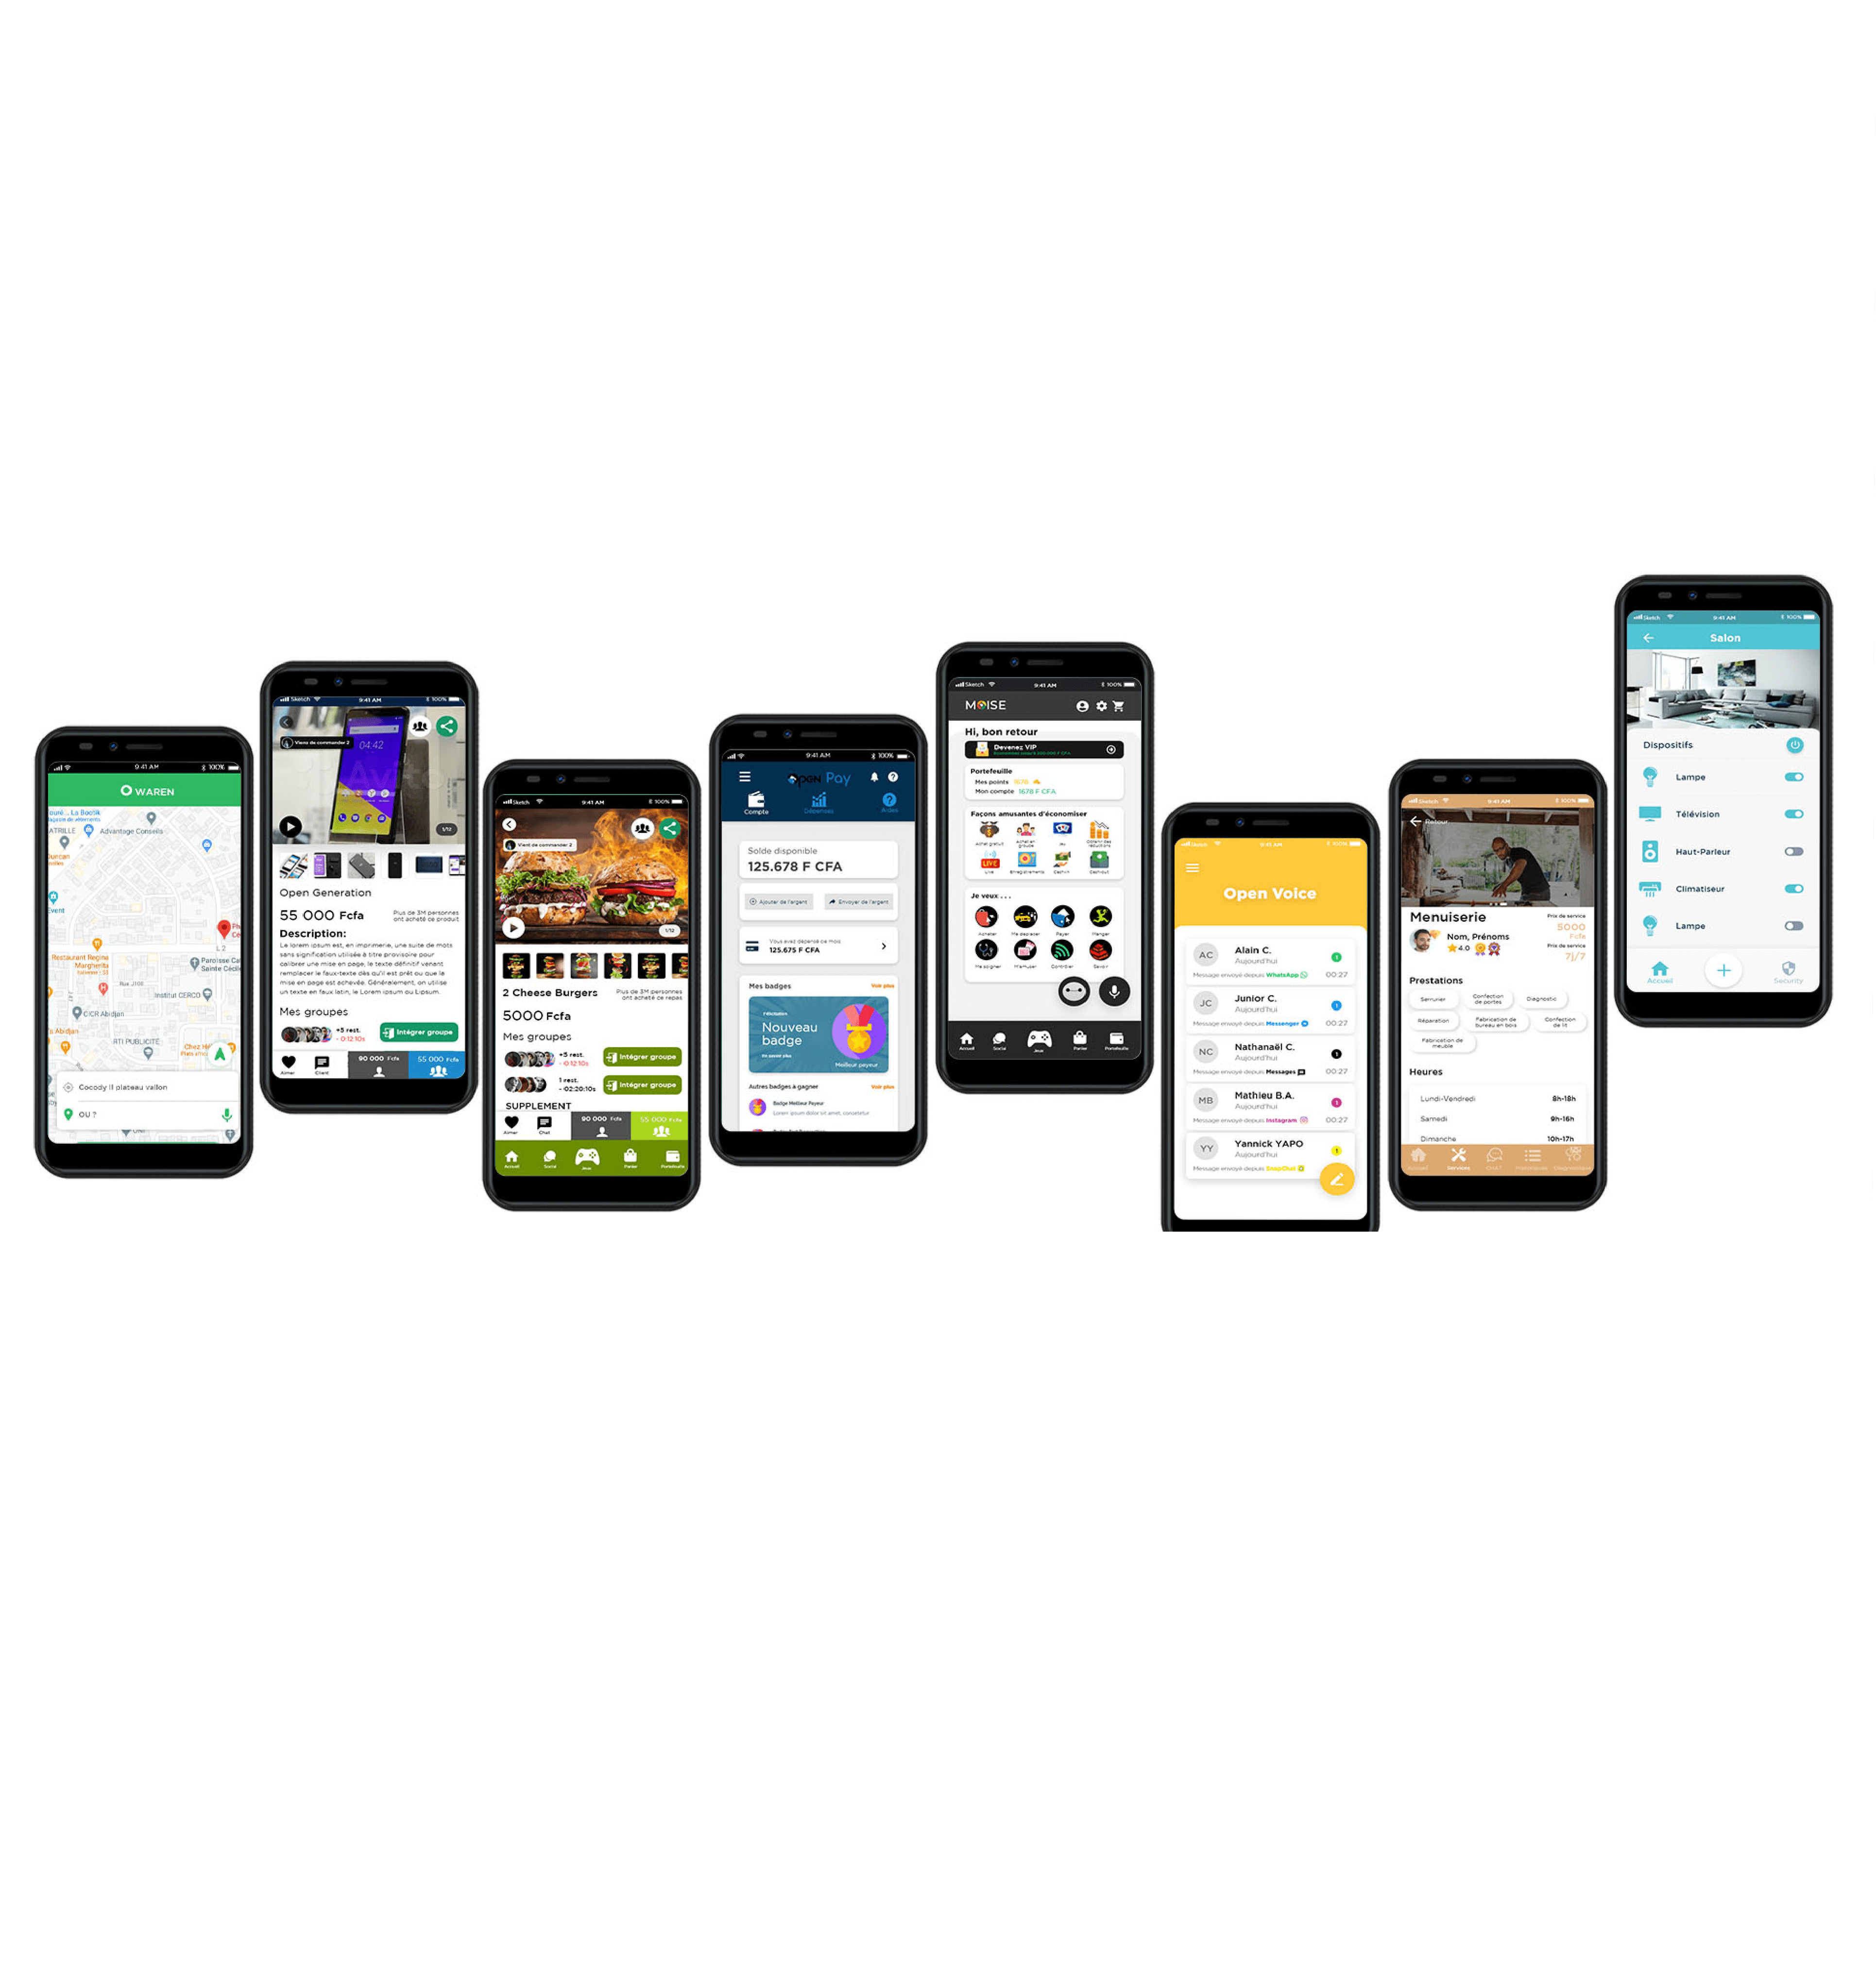 9:41 AM
100%
WAREN
Advantage Conseils
Restaurant Regina
Margherita
Rue J108
Institut CERCO
Paroisse
Sainte Cécil
CICR Abidjan
RTI PUBLICITÉ
Cocody II plateau vallon
OU ?
Sketch
9:41 AM
100%
Viens de commander 2
04.42
1/12
Open Generation
55 000 Fcfa
Plus de 3M personnes
ont acheté ce produit
Description:
Le lorem ipsum est, en imprimerie, une suite de mots
sans signification utilisée à titre provisoire pour
calibrer une mise en page, le texte définitif venant
remplacer le faux-texte dès qu'il est prêt ou que la
mise en page est achevée. Généralement, on utilise
un texte en faux latin, le Lorem ipsum ou Lipsum.
Mes groupes
+5 rest.
- 0:12:10s
Intégrer groupe
Aimer
Client
90 000 Fcfa
55 000 Fcfa
Sketch
9:41 AM
100%
Vient de commander 2
1/12
2 Cheese Burgers
Plus de 3M personnes
ont acheté ce repas
5000 Fcfa
Mes groupes
+5 rest.
- 0:12:10s
Intégrer groupe
1 rest.
- 02:20:10s
Intégrer groupe
SUPPLEMENT
Aimer
Chat
90 000 Fcfa
55 000 Fcfa
Accueil
Social
Jeux
Panier
Portefeuille
9:41 AM
100%
OPEN Pay
Compte
Dépenses
Aides
Solde disponible
125.678 F CFA
Ajouter de l'argent
Envoyer de l'argent
Vous avez dépensé ce mois
125.675 F CFA
Mes badges
Voir plus
Félicitation
Nouveau
badge
En savoir plus
Meilleur payeur
Autres badges à gagner
Voir plus
Badge Meilleur Payeur
Lorem ipsum dolor sit amet, consectetur
Sketch
9:41 AM
100%
MOISE
Hi, bon retour
Devenez VIP
Portefeuille
Mes points 1678
Mon compte 1678 F CFA
Façons amusantes d'économiser
Achat gratuit
Achat en
groupe
Jeu
Obtenir des
réductions
LIVE
Enregistrements
Cash-in
Cash-out
Je veux . . .
Acheter
Me deplacer
Payer
Manger
Me soigner
M'amuser
Contrôler
Savoir
Accueil
Social
Jeux
Panier
Portefeuille
Sketch
9:41 AM
100%
Open Voice
AC
Alain C.
Aujourd'hui
1
Message envoyé depuis WhatsApp
00:27
JC
Junior C.
Aujourd'hui
1
Message envoyé depuis Messenger
00:27
NC
Nathanaël C.
Aujourd'hui
1
Message envoyé depuis Messages
00:27
MB
Mathieu B.A.
Aujourd'hui
1
Message envoyé depuis Instagram
00:27
YY
Yannick YAPO
Aujourd'hui
1
Message envoyé depuis
Sketch
9:41 AM
100%
Retour
Menuiserie
Prix de service
5000
Fcfa
Nom, Prénoms
4.0
Prix de service
7j/7
Prestations
Serrurier
Confection
de portes
Diagnostic
Réparation
Fabrication de
bureau en bois
Confection
de lit
Fabrication de
meuble
Heures
Lundi-Vendredi
8h-18h
Samedi
9h-16h
Dimanche
10h-17h
Accueil
Services
CHAT
Historiques
Diagnostique
Sketch
9:41 AM
100%
Salon
Dispositifs
Lampe
Télévision
Haut-Parleur
Climatiseur
Lampe
Accueil
Security